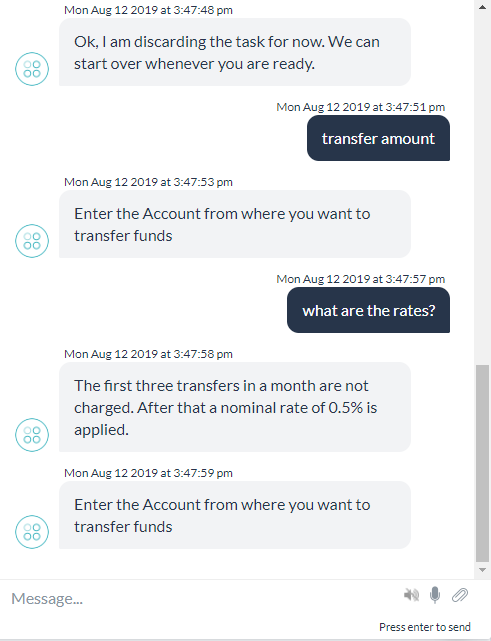 Mon Aug 12 2019 at 3:47:48 pm
Ok, I am discarding the task for now. We can
start over whenever you are ready.
Mon Aug 12 2019 at 3:47:51 pm
transfer amount
Mon Aug 12 2019 at 3:47:53 pm
Enter the Account from where you want to
transfer funds
Mon Aug 12 2019 at 3:47:57 pm
what are the rates?
Mon Aug 12 2019 at 3:47:58 pm
The first three transfers in a month are not
charged. After that a nominal rate of 0.5% is
applied.
Mon Aug 12 2019 at 3:47:59 pm
Enter the Account from where you want to
transfer funds
Message...
Press enter to send